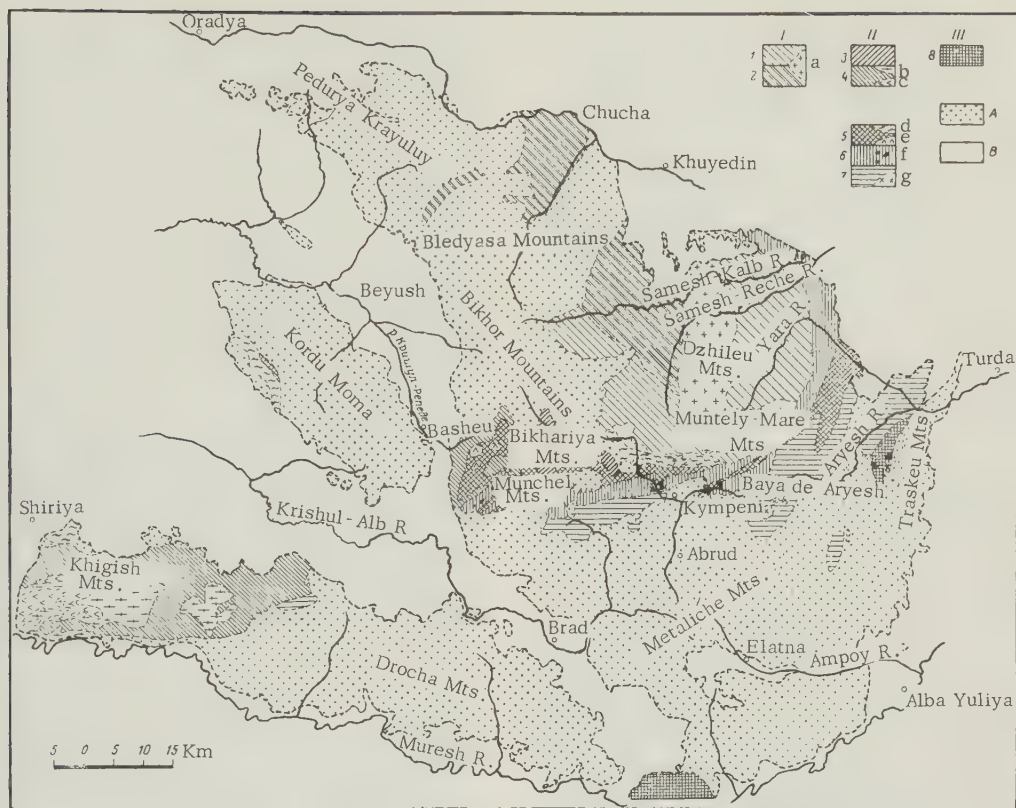 Oradya
Pedurya Krayuluy
Chucha
Khuyedin
Bledyasa Mountains
Beyush
Bikhor Mountains
Kordu Moma
Samesh-Kalb R
Samesh Reche R
Dzhileu
Mts.
Yara R
Turda
Muntely Mare
Mts
Basheu
Bikhariya
Mts.
Munchel
Mts.
Baya de Aryesh
Aryesh R
Traskeu Mts
Kympeni
Krishul-Alb R
Shiriya
Khigish
Mts.
Abrud
Metaliche Mts
Brad
Elatna
Ampoy R
Drocha Mts
Alba Yuliya
Muresh R
5 0 5 10 15 Km
I II III
1 a
2
3
4 b
c
8
5 d
e
6 f
7 g
A
B